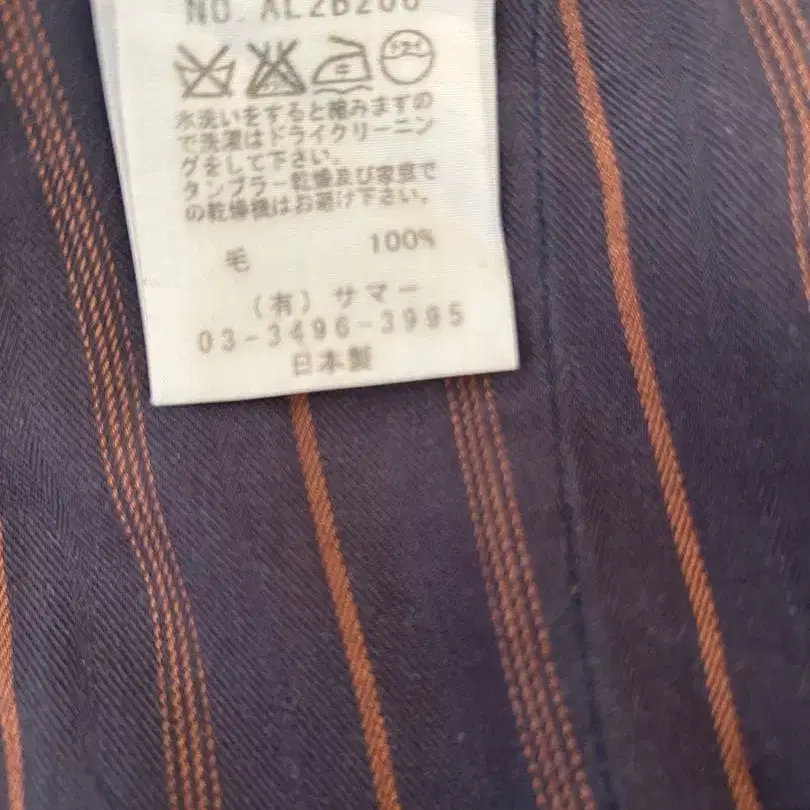 NO. AL2B200
ドライ
水洗いをすると縮みますの
で洗濯はドライクリーニン
グをして下さい。
タンブラー乾燥及び家庭で
の乾燥機はお避け下さい。
毛 100%
(有) サマー
03-3496-3995
日本製